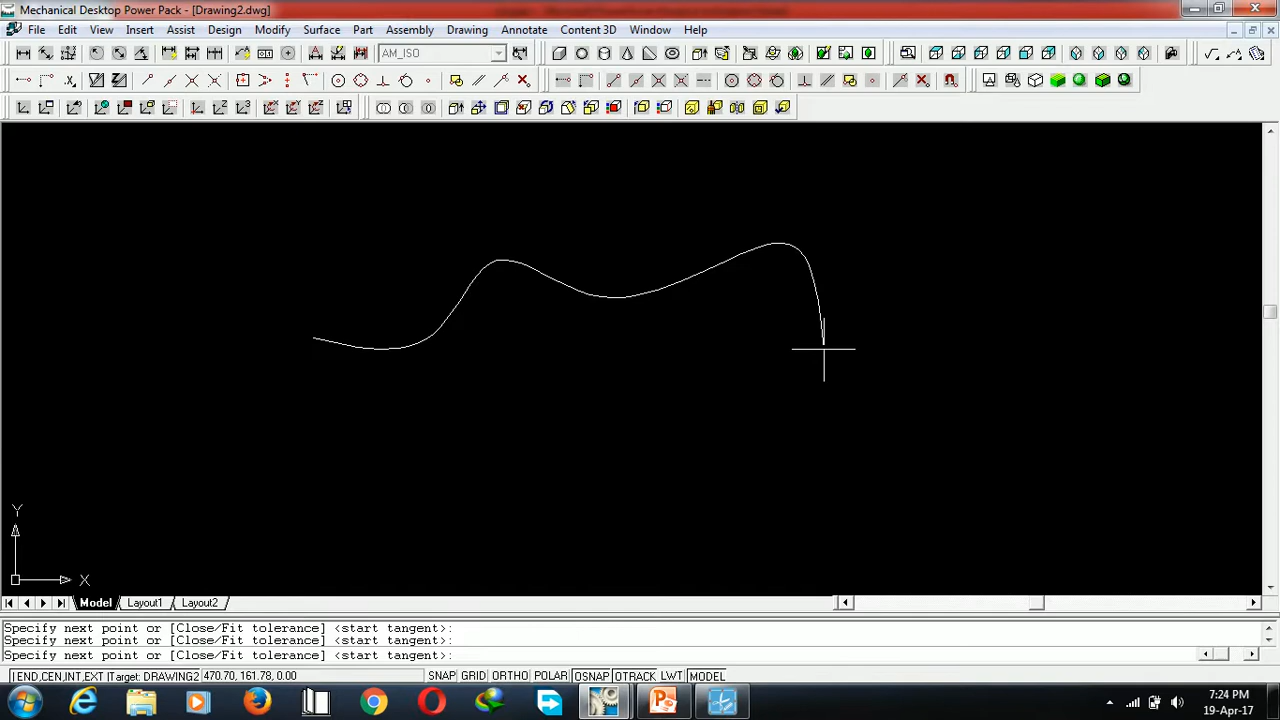 Mechanical Desktop Power Pack - [Drawing2.dwg]
File Edit View Insert Assist Design Modify Surface Part Assembly Drawing Annotate Content 3D Window Help
AM_ISO
Y
X
Model Layout1 Layout2
Specify next point or [Close/Fit tolerance] <start tangent>:
Specify next point or [Close/Fit tolerance] <start tangent>:
Specify next point or [Close/Fit tolerance] <start tangent>:
END,CEN,INT,EXT ITarget: DRAWING2 470.70, 161.78, 0.00 SNAP GRID ORTHO POLAR OSNAP OTRACK LWT MODEL
7:24 PM
19-Apr-17